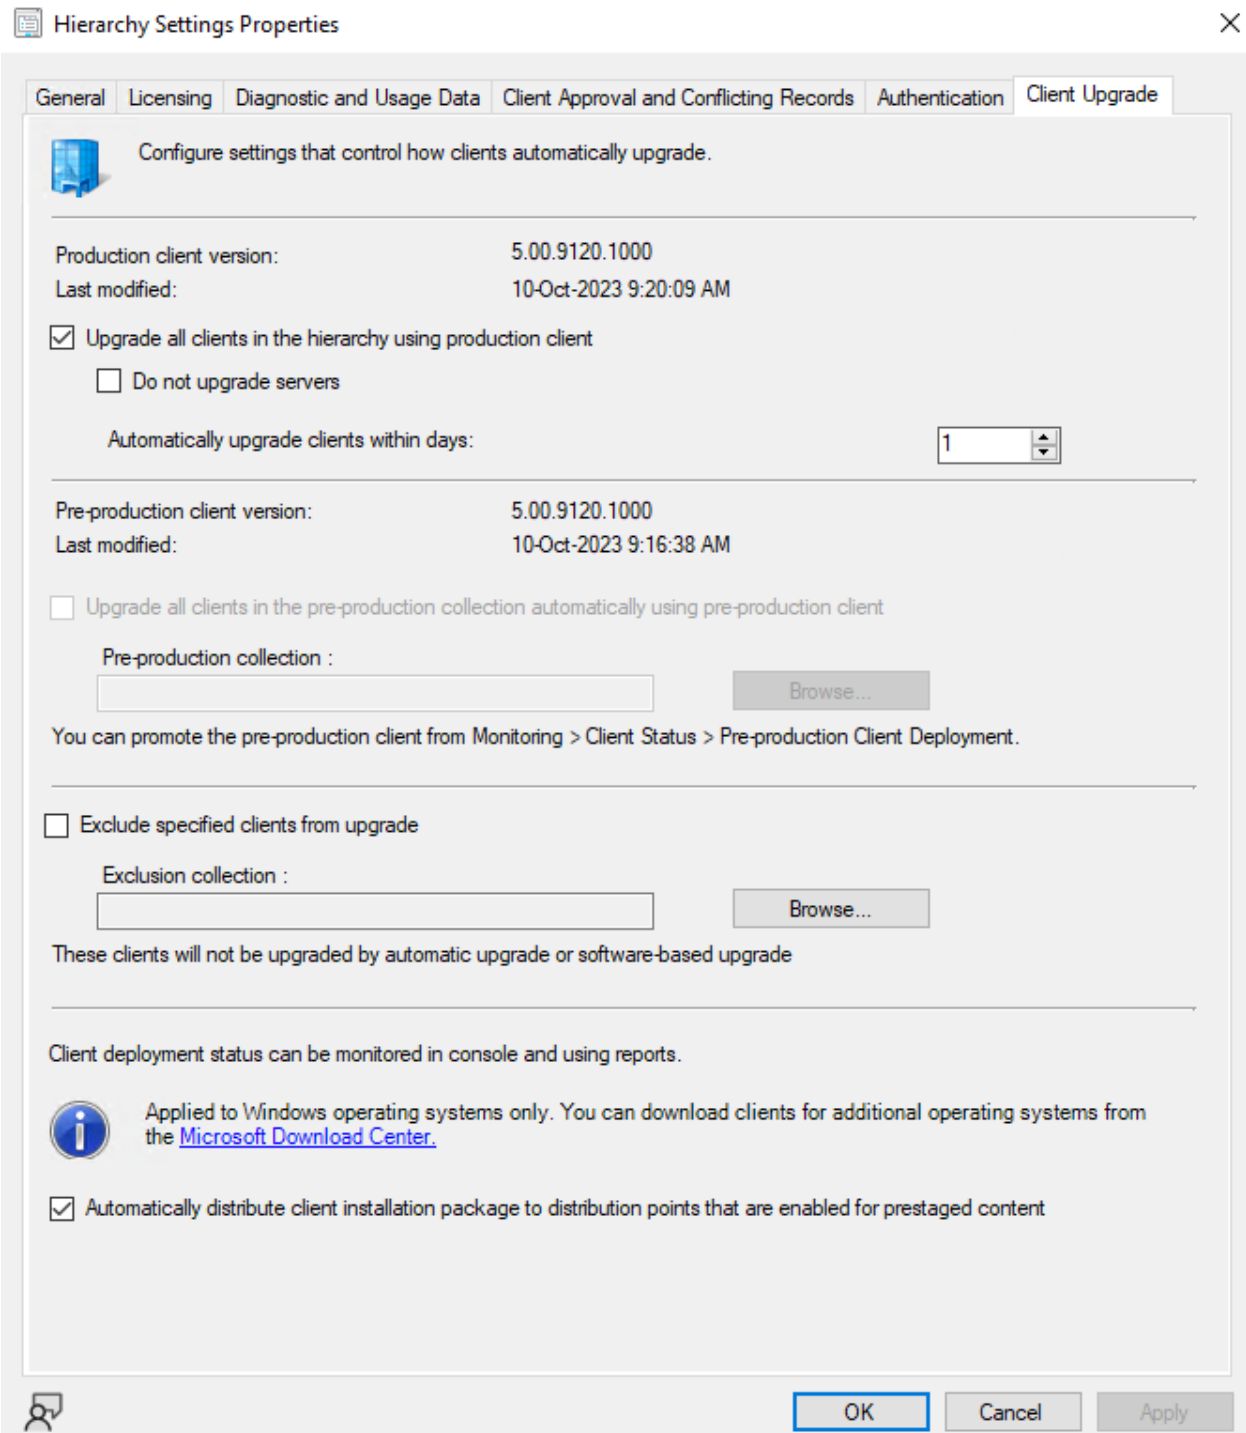 Hierarchy Settings Properties
General Licensing Diagnostic and Usage Data Client Approval and Conflicting Records Authentication Client Upgrade
Configure settings that control how clients automatically upgrade.
Production client version: 5.00.9120.1000
Last modified: 10-Oct-2023 9:20:09 AM
Upgrade all clients in the hierarchy using production client
Do not upgrade servers
Automatically upgrade clients within days: 1
Pre-production client version: 5.00.9120.1000
Last modified: 10-Oct-2023 9:16:38 AM
Upgrade all clients in the pre-production collection automatically using pre-production client
Pre-production collection :
Browse...
You can promote the pre-production client from Monitoring > Client Status > Pre-production Client Deployment.
Exclude specified clients from upgrade
Exclusion collection :
Browse...
These clients will not be upgraded by automatic upgrade or software-based upgrade
Client deployment status can be monitored in console and using reports.
Applied to Windows operating systems only. You can download clients for additional operating systems from
the Microsoft Download Center.
Automatically distribute client installation package to distribution points that are enabled for prestaged content
OK Cancel Apply